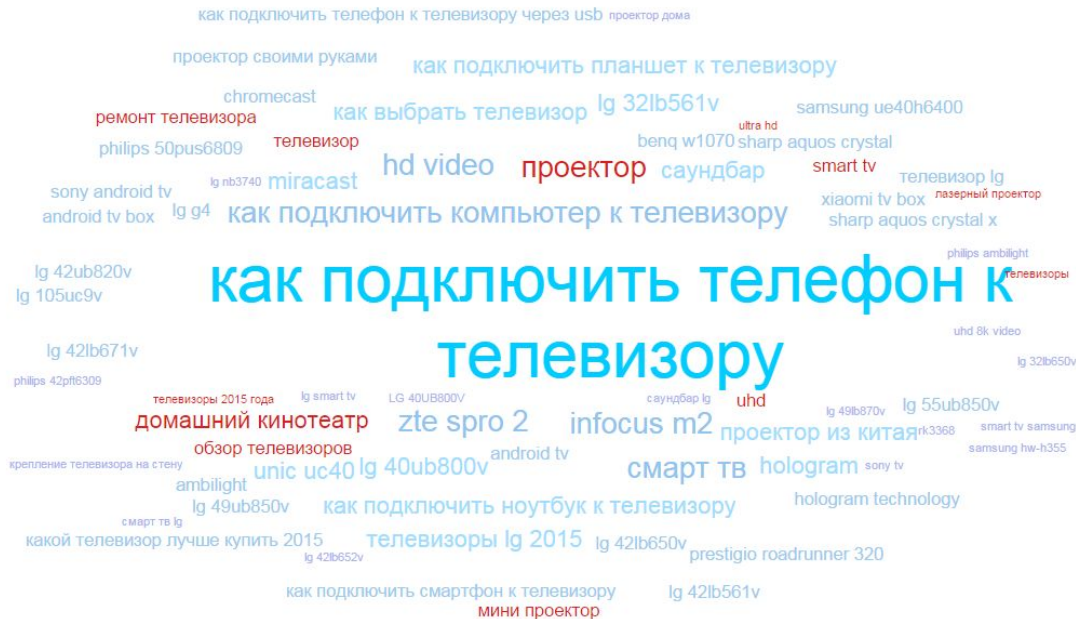 как подключить телефон к телевизору через usb проектор дома
проектор своими руками как подключить планшет к телевизору
chromecast как выбрать телевизор lg 32lb561v samsung ue40h6400
ремонт телевизора
ultra hd
philips 50pus6809 телевизор benq w1070 sharp aquos crystal
hd video проектор саундбар smart tv
sony android tv lg nb3740 miracast телевизор lg
xiaomi tv box лазерный проектор
android tv box lg g4 как подключить компьютер к телевизору sharp aquos crystal x
philips ambilight
lg 42ub820v как подключить телефон к телевизоры
lg 105uc9v
uhd 8k video
lg 42lb671v телевизору lg 32lb650v
philips 42pft6309
телевизоры 2015 года lg smart tv LG 40UB800V саундбар lg uhd
lg 49lb870v lg 55ub850v
домашний кинотеатр zte spro 2 infocus m2 проектор из китая rk3368 smart tv samsung
обзор телевизоров android tv samsung hw-h355
крепление телевизора на стену unic uc40 lg 40ub800v смарт тв hologram sony tv
ambilight
lg 49ub850v как подключить ноутбук к телевизору hologram technology
смарт тв lg
какой телевизор лучше купить 2015 телевизоры lg 2015 lg 42lb650v
lg 42lb652v prestigio roadrunner 320
как подключить смартфон к телевизору lg 42lb561v
мини проектор